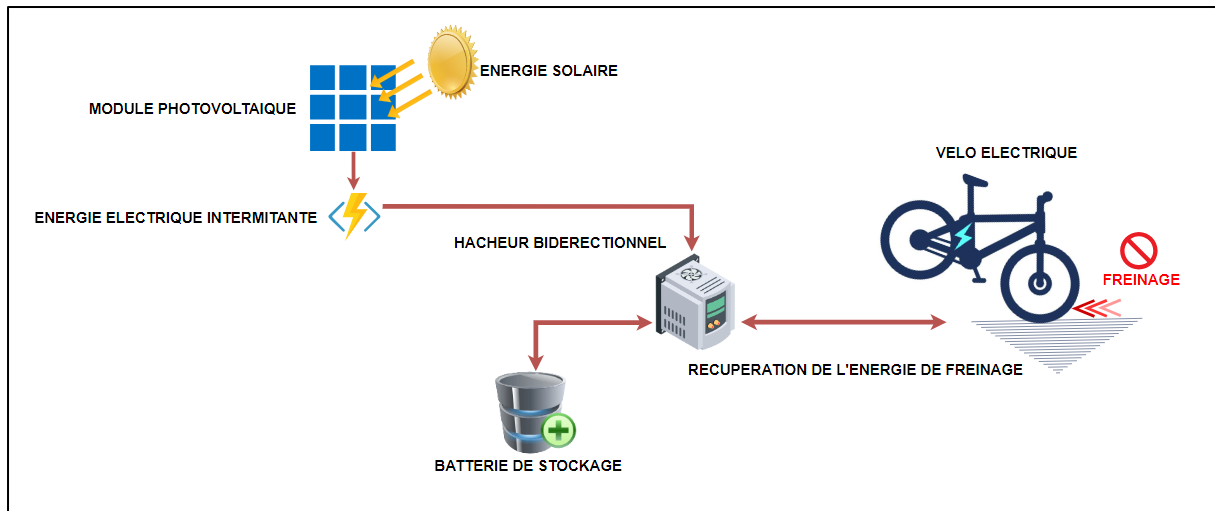 ENERGIE SOLAIRE
MODULE PHOTOVOLTAIQUE
VELO ELECTRIQUE
ENERGIE ELECTRIQUE INTERMITANTE
HACHEUR BIDERECTIONNEL
FREINAGE
RECUPERATION DE L'ENERGIE DE FREINAGE
BATTERIE DE STOCKAGE